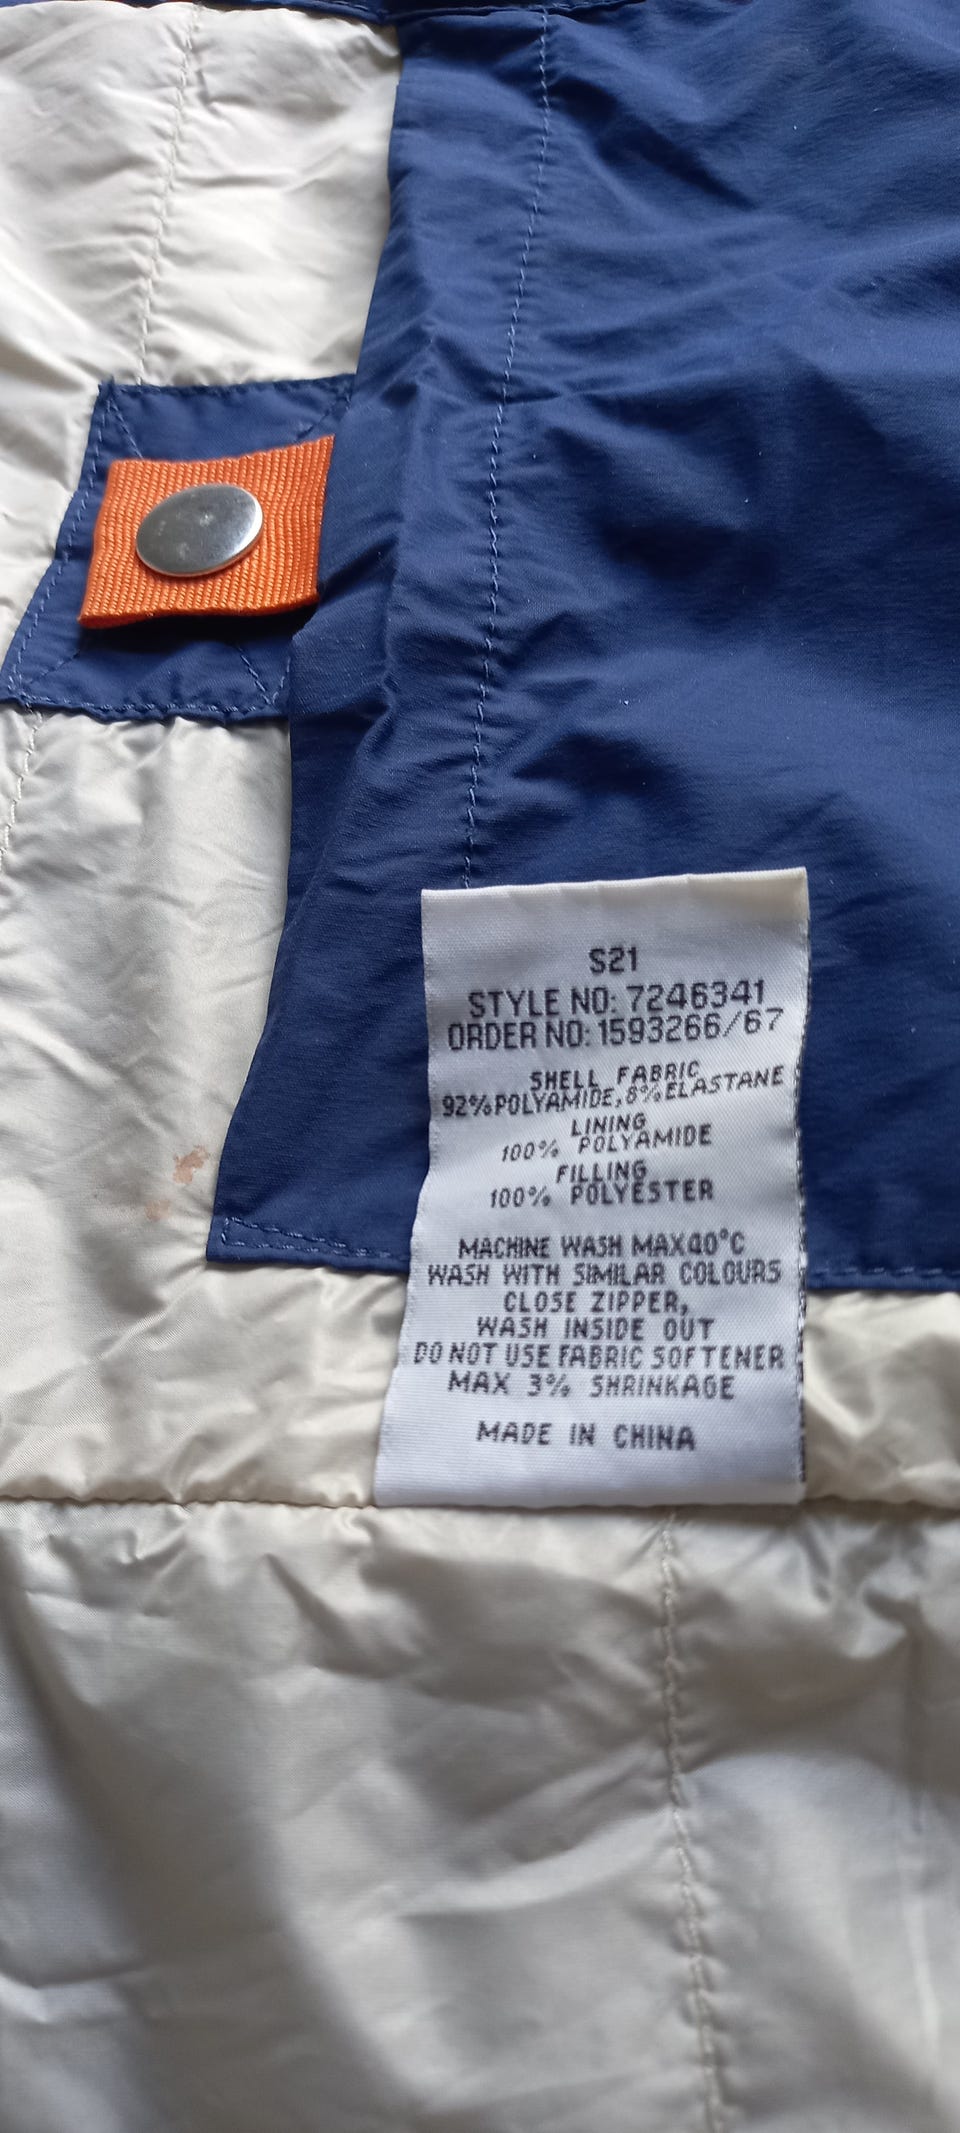 S21
STYLE NO: 7246341
ORDER NO: 1593266/67
SHELL FABRIC
92%POLYAMIDE,8%ELASTANE
LINING
100% POLYAMIDE
FILLING
100% POLYESTER
MACHINE WASH MAX40°C
WASH WITH SIMILAR COLOURS
CLOSE ZIPPER,
WASH INSIDE OUT
DO NOT USE FABRIC SOFTENER
MAX 3% SHRINKAGE
MADE IN CHINA